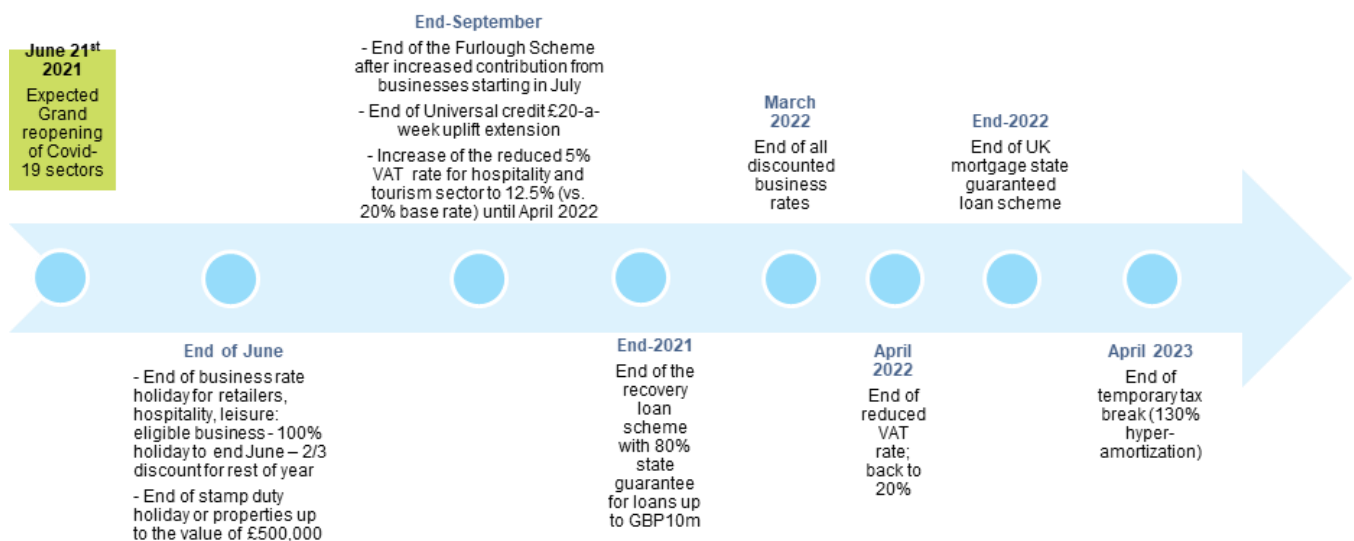 June 21st
2021
Expected
Grand
reopening
of Covid-
19 sectors
End-September
- End of the Furlough Scheme
after increased contribution from
businesses starting in July
- End of Universal credit £20-a-
week uplift extension
- Increase of the reduced 5%
VAT rate for hospitality and
tourism sector to 12.5% (vs.
20% base rate) until April 2022
March
2022
End of all
discounted
business
rates
End-2022
End of UK
mortgage state
guaranteed
loan scheme
End of June
- End of business rate
holiday for retailers,
hospitality, leisure:
eligible business - 100%
holiday to end June – 2/3
discount for rest of year
- End of stamp duty
holiday or properties up
to the value of £500,000
End-2021
End of the
recovery
loan
scheme
with 80%
state
guarantee
for loans up
to GBP10m
April
2022
End of
reduced
VAT
rate;
back to
20%
April 2023
End of
temporary tax
break (130%
hyper-
amortization)